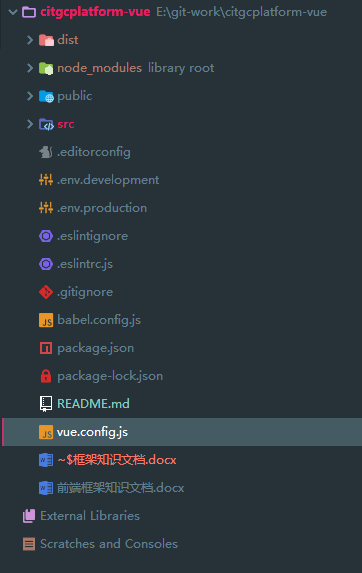 citgcplatform-vue E:\git-work\citgcplatform-vue
dist
node_modules library root
public
src
.editorconfig
.env.development
.env.production
.eslintignore
.eslintrc.js
.gitignore
babel.config.js
package.json
package-lock.json
README.md
vue.config.js
~$框架知识文档.docx
前端框架知识文档.docx
External Libraries
Scratches and Consoles